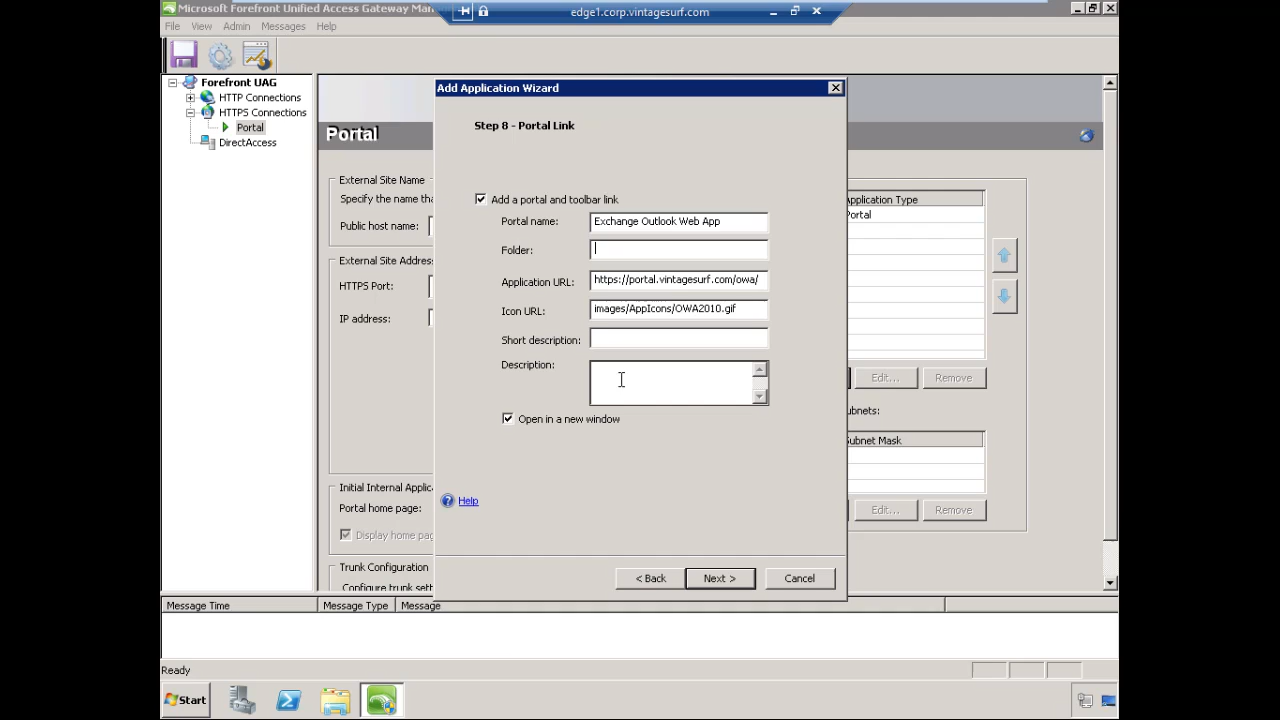 Microsoft Forefront Unified Access Gateway Man
edge1.corp.vintagesurf.com
File View Admin Messages Help
Forefront UAG
HTTP Connections
HTTPS Connections
Portal
DirectAccess
Portal
External Site Name
Specify the name tha
Public host name:
External Site Address
HTTPS Port:
IP address:
Initial Internal Applica
Portal home page:
Display home pag
Trunk Configuration
Configure trunk sett
Add Application Wizard
Step 8 - Portal Link
Add a portal and toolbar link
Portal name: Exchange Outlook Web App
Folder:
Application URL: https://portal.vintagesurf.com/owa/
Icon URL: images/AppIcons/OWA2010.gif
Short description:
Description:
Open in a new window
Help
< Back Next > Cancel
Application Type
Portal
Edit... Remove
ubnets:
Subnet Mask
Edit... Remove
Message Time Message Type Message
Ready
Start